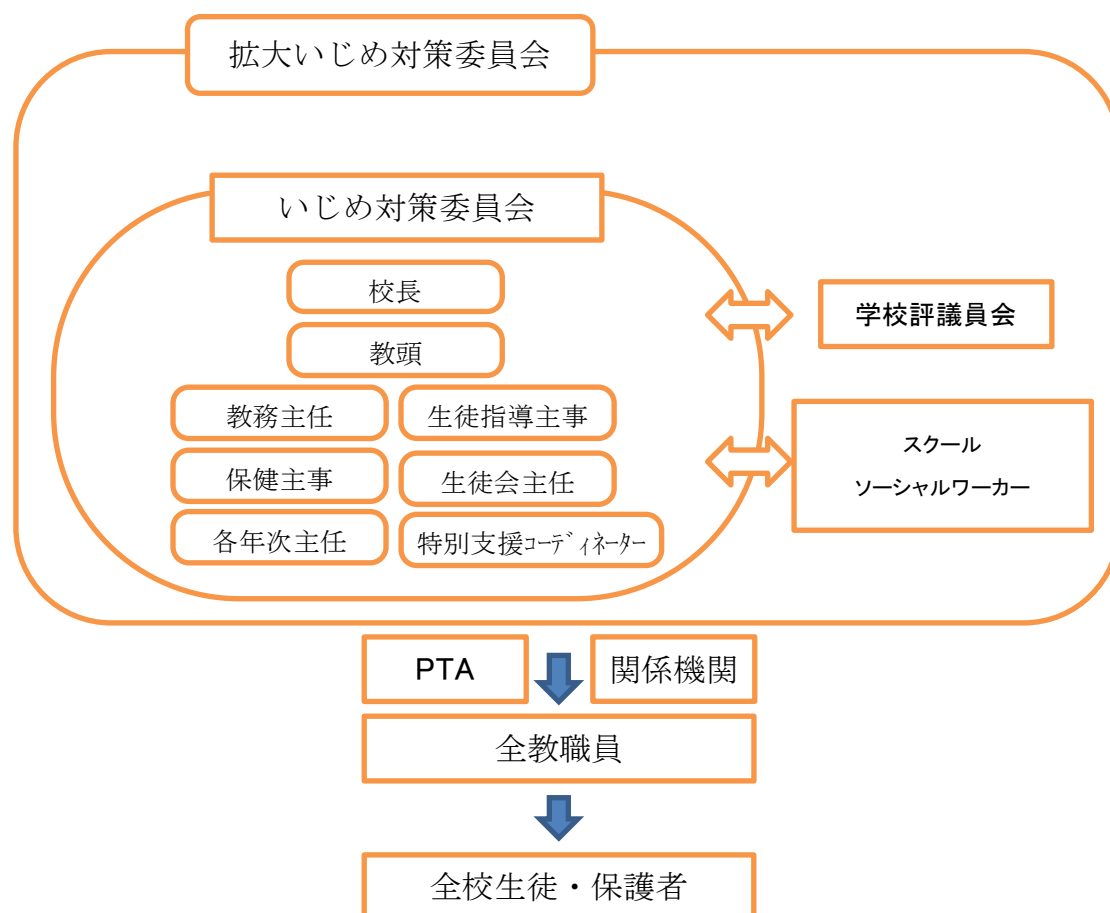 拡大いじめ対策委員会
いじめ対策委員会
校長
教頭
教務主任
生徒指導主事
保健主事
生徒会主任
各年次主任
特別支援ｺｰﾃﾞｨﾈｰﾀｰ
学校評議員会
スクール
ソーシャルワーカー
PTA
関係機関
全教職員
全校生徒・保護者